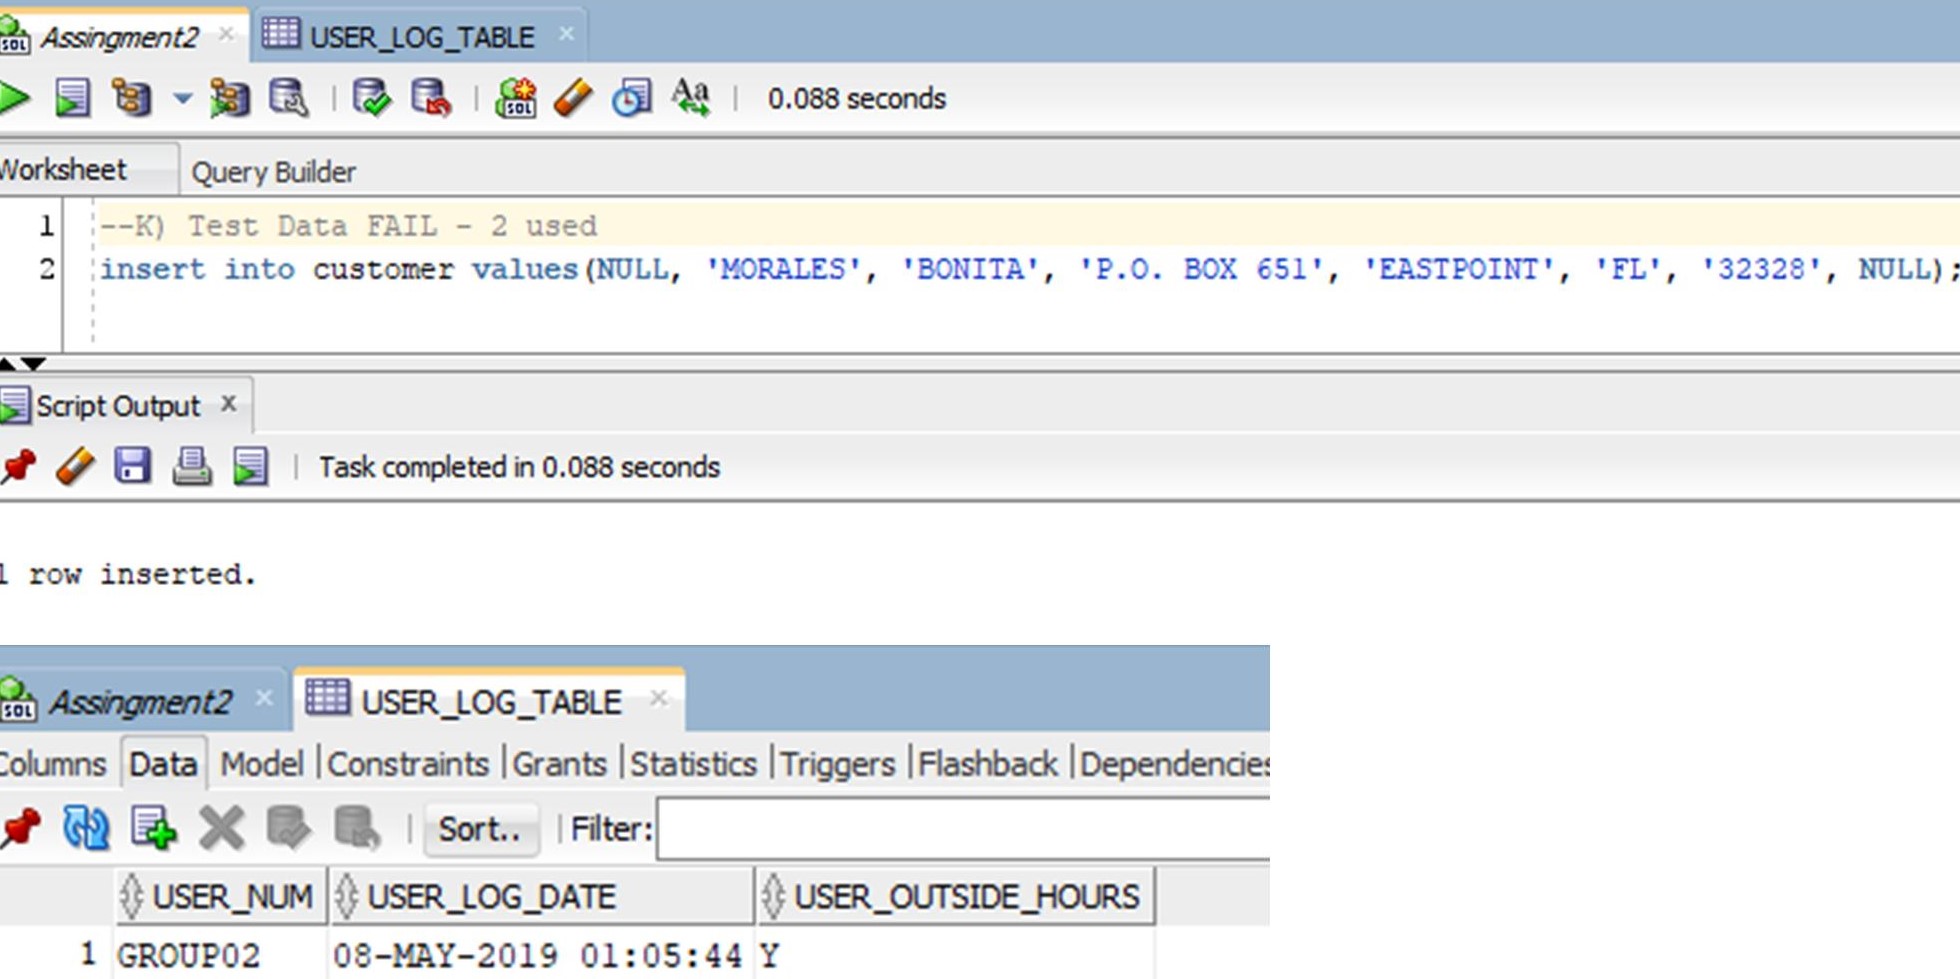 Assingment2 × USER_LOG_TABLE ×
SQL Aa 0.088 seconds
Worksheet Query Builder
1 --K) Test Data FAIL - 2 used
2 insert into customer values(NULL, 'MORALES', 'BONITA', 'P.O. BOX 651', 'EASTPOINT', 'FL', '32328', NULL);
Script Output x
Task completed in 0.088 seconds
1 row inserted.
Assingment2 × USER_LOG_TABLE ×
Columns Data Model |Constraints |Grants |Statistics |Triggers |Flashback |Dependencies
Sort.. Filter:
USER_NUM USER_LOG_DATE USER_OUTSIDE_HOURS
1 GROUP02 08-MAY-2019 01:05:44 Y